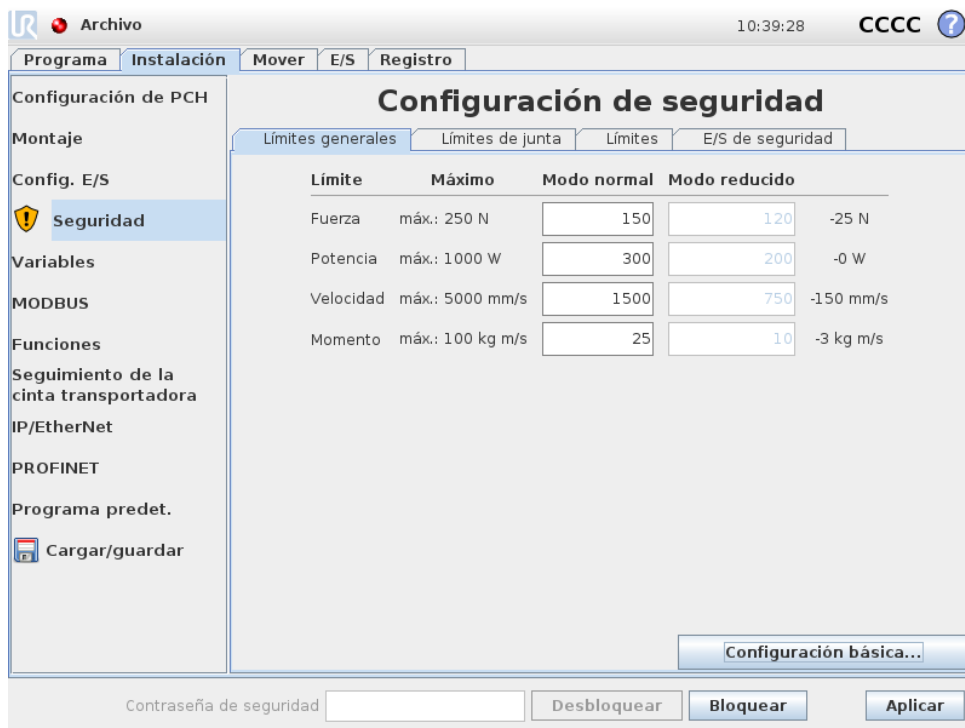 UR Archivo 10:39:28 CCCC ?
Programa Instalación Mover E/S Registro
Configuración de PCH
Montaje
Config. E/S
Seguridad
Variables
MODBUS
Funciones
Seguimiento de la
cinta transportadora
IP/EtherNet
PROFINET
Programa predet.
Cargar/guardar
Configuración de seguridad
Límites generales Límites de junta Límites E/S de seguridad
Límite Máximo Modo normal Modo reducido
Fuerza máx.: 250 N 150 120 -25 N
Potencia máx.: 1000 W 300 200 -0 W
Velocidad máx.: 5000 mm/s 1500 750 -150 mm/s
Momento máx.: 100 kg m/s 25 10 -3 kg m/s
Configuración básica...
Contraseña de seguridad Desbloquear Bloquear Aplicar